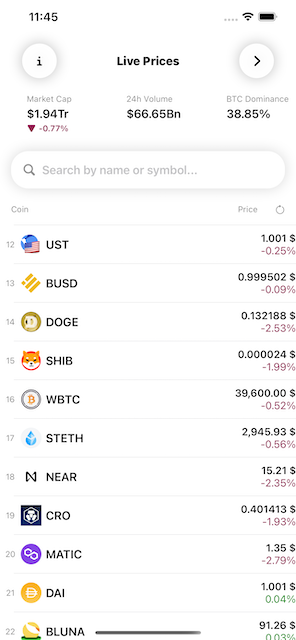 11:45
i
Live Prices
Market Cap
24h Volume
BTC Dominance
$1.94Tr
$66.65Bn
38.85%
▼ -0.77%
Search by name or symbol...
Coin
Price
12 UST 1.001 $
-0.25%
13 BUSD 0.999502 $
-0.09%
14 DOGE 0.132188 $
-2.53%
15 SHIB 0.000024 $
-1.99%
16 WBTC 39,600.00 $
-0.52%
17 STETH 2,945.93 $
-0.56%
18 NEAR 15.21 $
-2.35%
19 CRO 0.401413 $
-1.93%
20 MATIC 1.35 $
-2.79%
21 DAI 1.001 $
0.04%
22 BLUNA 91.26 $
0.03%